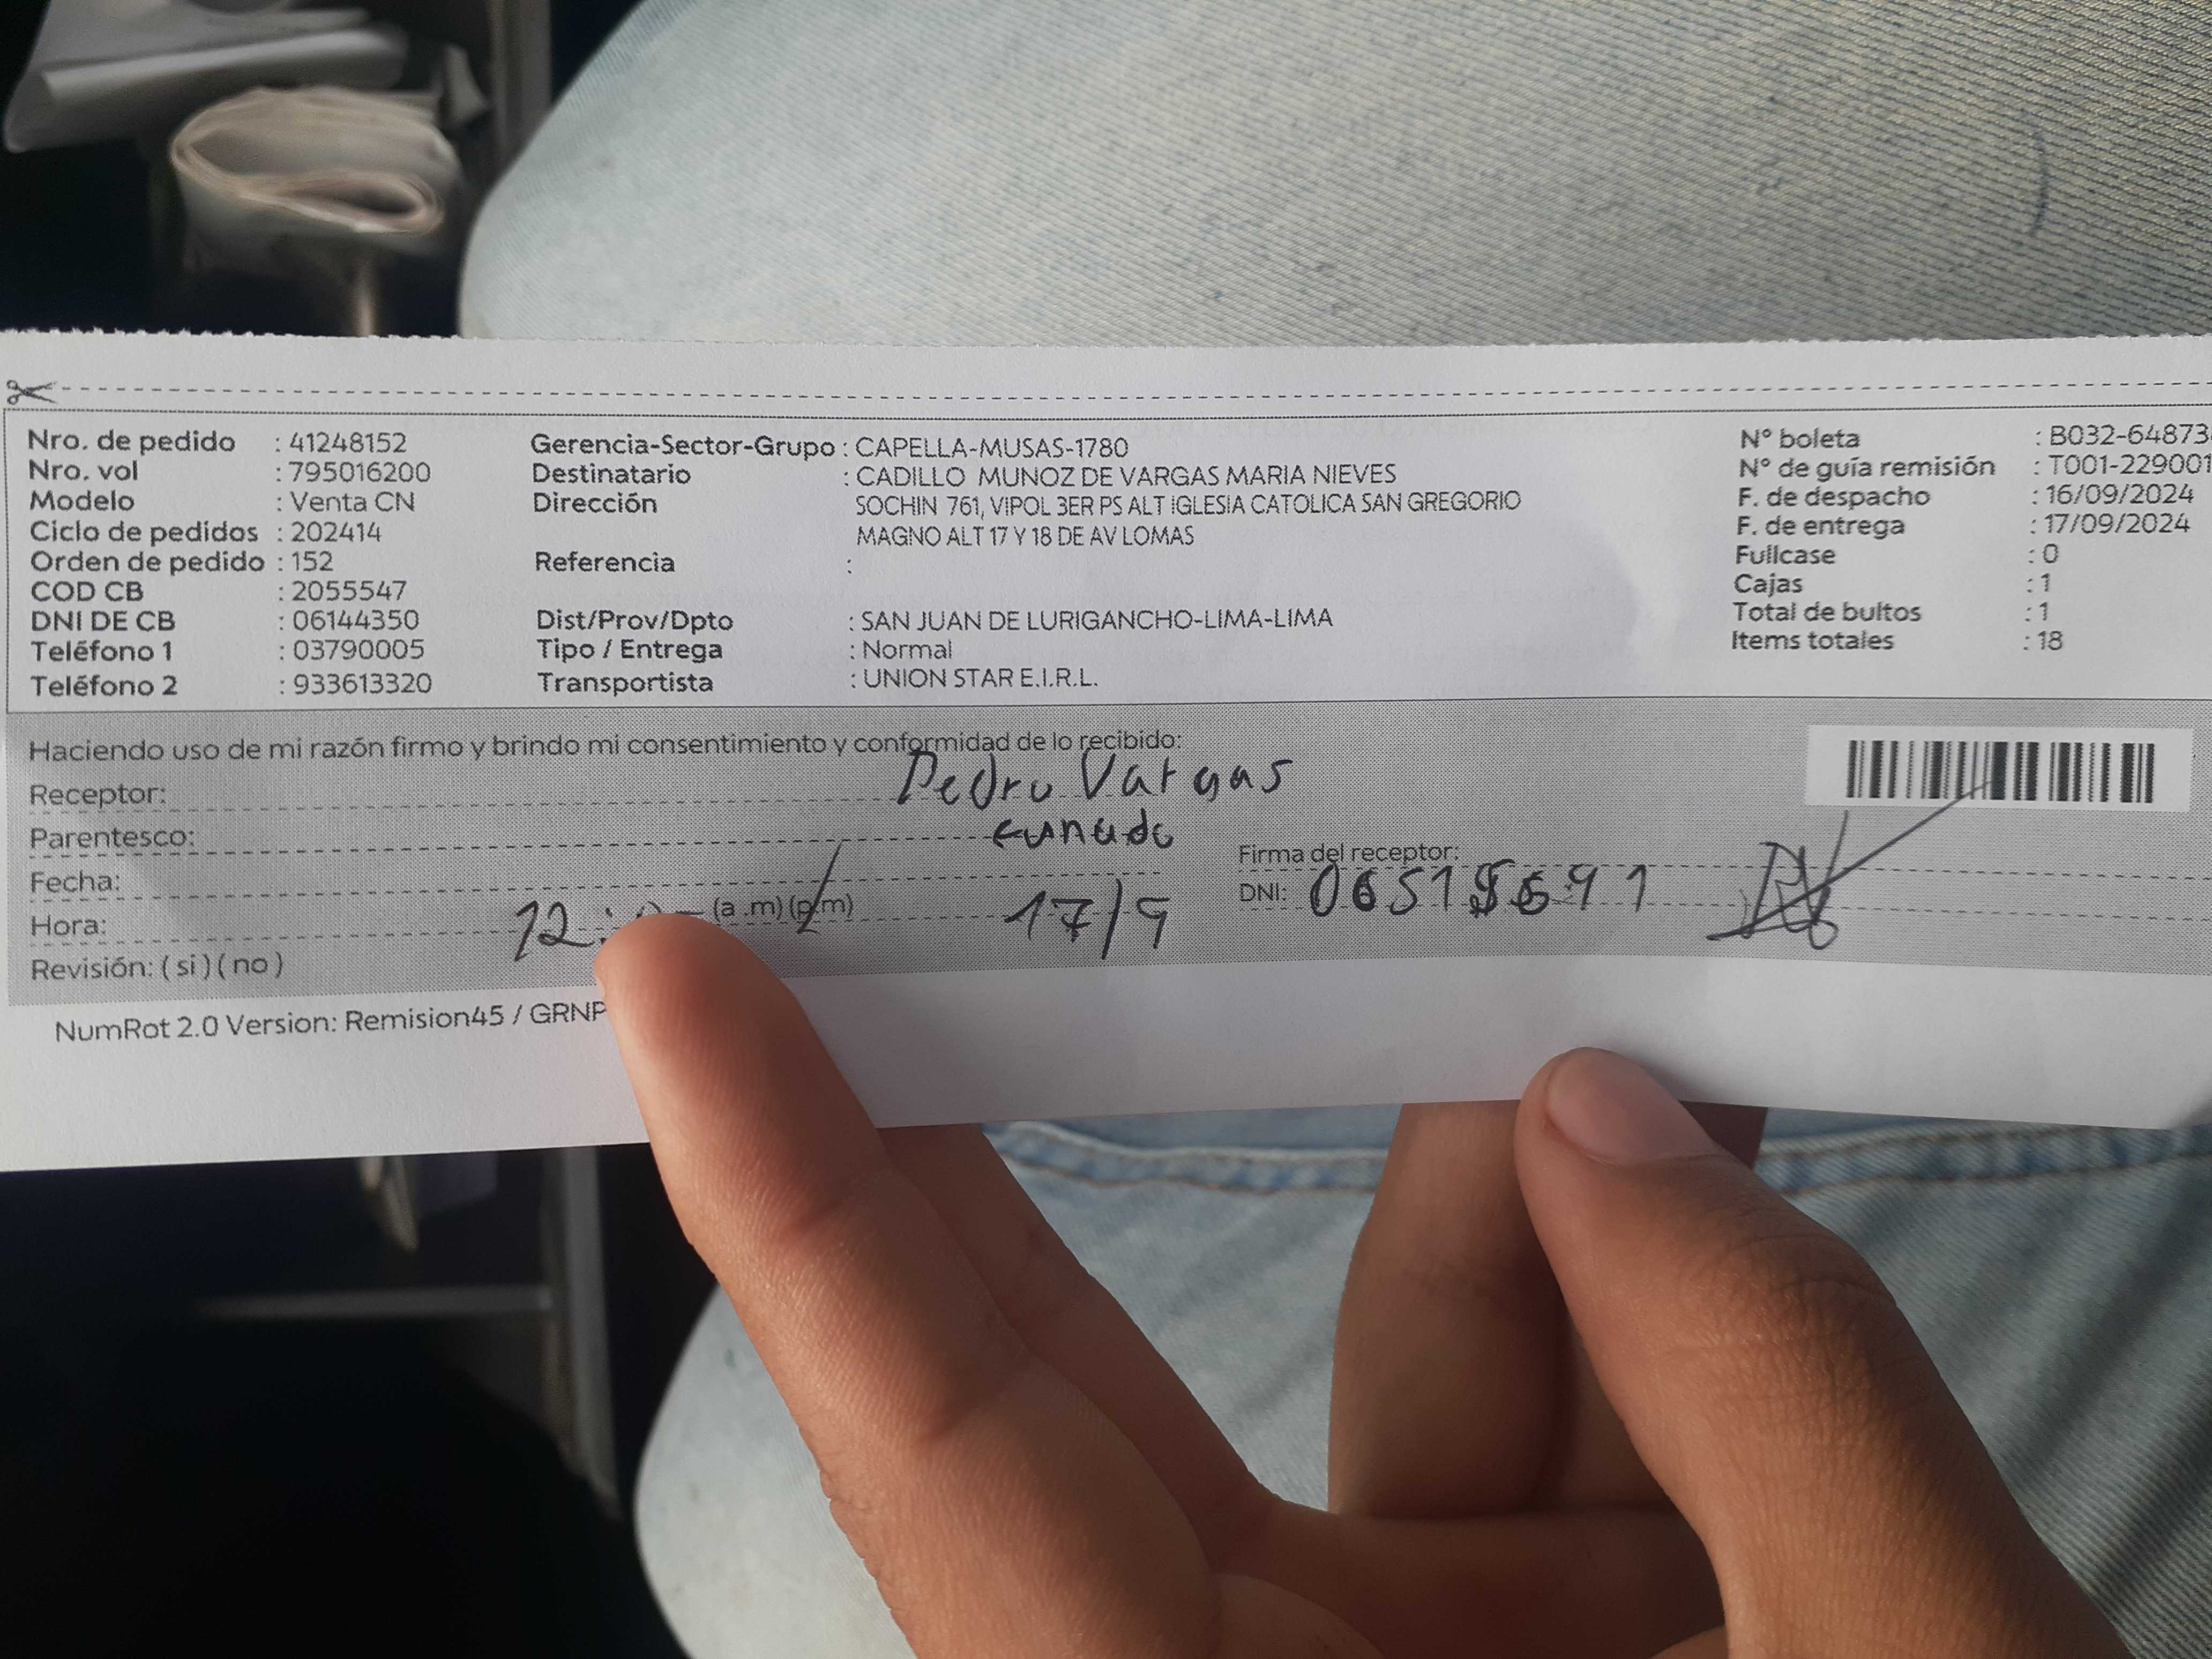 Nro. de pedido : 41248152
Nro. vol : 795016200
Modelo : Venta CN
Ciclo de pedidos : 202414
Orden de pedido : 152
COD CB : 2055547
DNI DE CB : 06144350
Teléfono 1 : 03790005
Teléfono 2 : 933613320
Gerencia-Sector-Grupo : CAPELLA-MUSAS-1780
Destinatario : CADILLO MUNOZ DE VARGAS MARIA NIEVES
Dirección SOCHIN 761, VIPOL 3ER PS ALT IGLESIA CATOLICA SAN GREGORIO
MAGNO ALT 17 Y 18 DE AV LOMAS
Referencia :
Dist/Prov/Dpto : SAN JUAN DE LURIGANCHO-LIMA-LIMA
Tipo / Entrega : Normal
Transportista : UNION STAR E.I.R.L.
N° boleta : B032-64873
N° de guía remisión : T001-229001
F. de despacho : 16/09/2024
F. de entrega : 17/09/2024
Fullcase : 0
Cajas : 1
Total de bultos : 1
Items totales : 18
Haciendo uso de mi razón firmo y brindo mi consentimiento y conformidad de lo recibido:
Receptor: Pedro Vargas
Parentesco: cunado
Fecha:
Hora: 12: (a.m) (p.m) 17/9
Revisión: ( si ) ( no )
Firma del receptor:
DNI:
NumRot 2.0 Version: Remision45 / GRNP